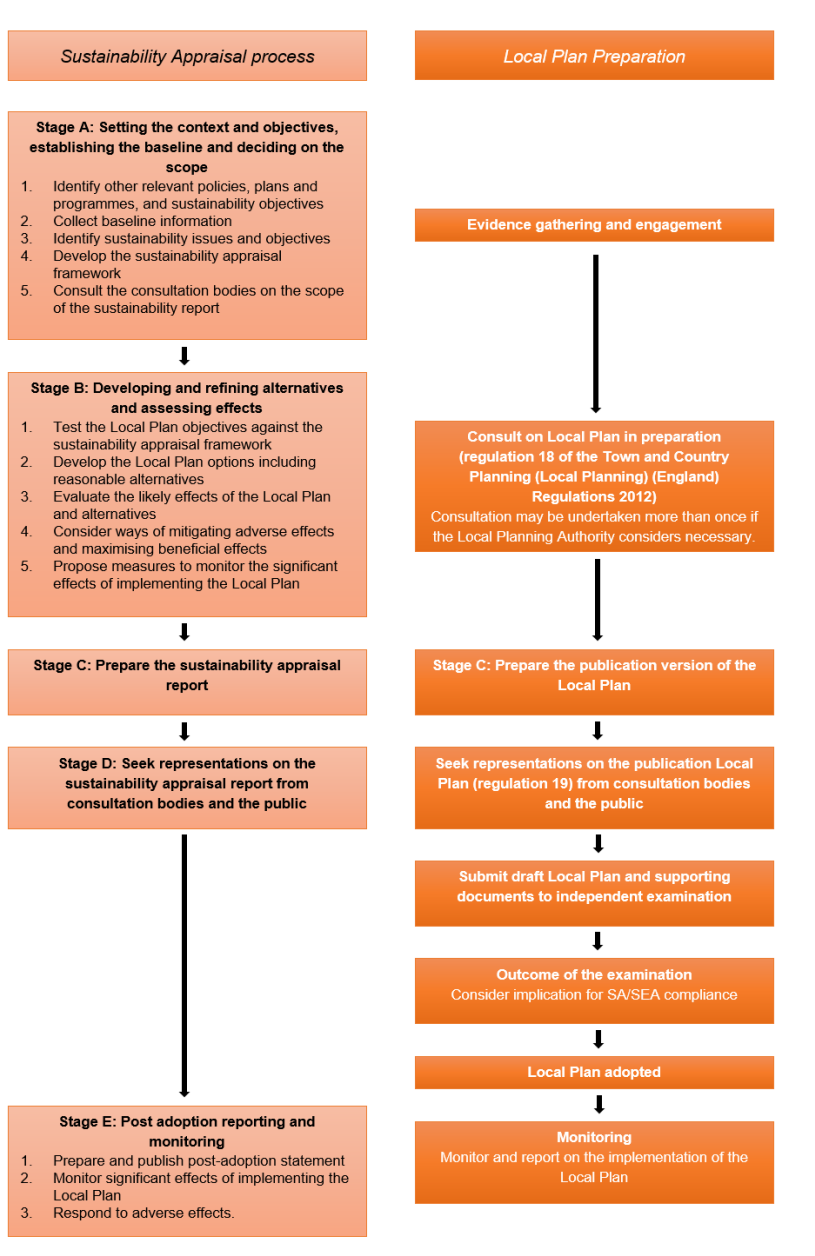 Sustainability Appraisal process
Stage A: Setting the context and objectives,
establishing the baseline and deciding on the
scope
1. Identify other relevant policies, plans and
programmes, and sustainability objectives
2. Collect baseline information
3. Identify sustainability issues and objectives
4. Develop the sustainability appraisal
framework
5. Consult the consultation bodies on the scope
of the sustainability report
Stage B: Developing and refining alternatives
and assessing effects
1. Test the Local Plan objectives against the
sustainability appraisal framework
2. Develop the Local Plan options including
reasonable alternatives
3. Evaluate the likely effects of the Local Plan
and alternatives
4. Consider ways of mitigating adverse effects
and maximising beneficial effects
5. Propose measures to monitor the significant
effects of implementing the Local Plan
Stage C: Prepare the sustainability appraisal
report
Stage D: Seek representations on the
sustainability appraisal report from
consultation bodies and the public
Stage E: Post adoption reporting and
monitoring
1. Prepare and publish post-adoption statement
2. Monitor significant effects of implementing the
Local Plan
3. Respond to adverse effects.
Local Plan Preparation
Evidence gathering and engagement
Consult on Local Plan in preparation
(regulation 18 of the Town and Country
Planning (Local Planning) (England)
Regulations 2012)
Consultation may be undertaken more than once if
the Local Planning Authority considers necessary.
Stage C: Prepare the publication version of the
Local Plan
Seek representations on the publication Local
Plan (regulation 19) from consultation bodies
and the public
Submit draft Local Plan and supporting
documents to independent examination
Outcome of the examination
Consider implication for SA/SEA compliance
Local Plan adopted
Monitoring
Monitor and report on the implementation of the
Local Plan